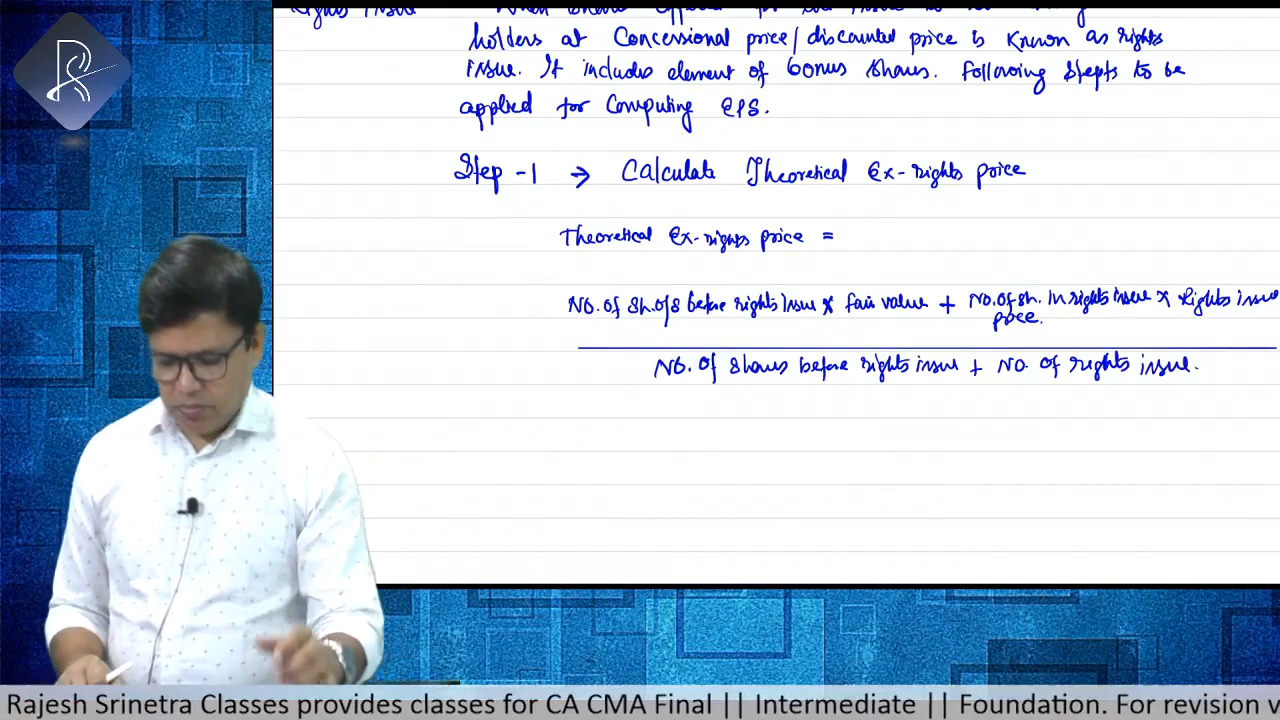 Rights Issue
holders at Concessional price/discounted price is known as rights
issue. It includes element of bonus shares. Following Stepts to be
applied for Computing EPS.
Step -1 → Calculate Theoretical Ex-rights price
Theoretical Ex-rights price =
No. of Sh.o/s before rights issue x fair value + No. of sh. in rights issue x rights issue
price.
No. of shares before rights issue + No. of rights issue.
Rajesh Srinetra Classes provides classes for CA CMA Final || Intermediate || Foundation. For revision v